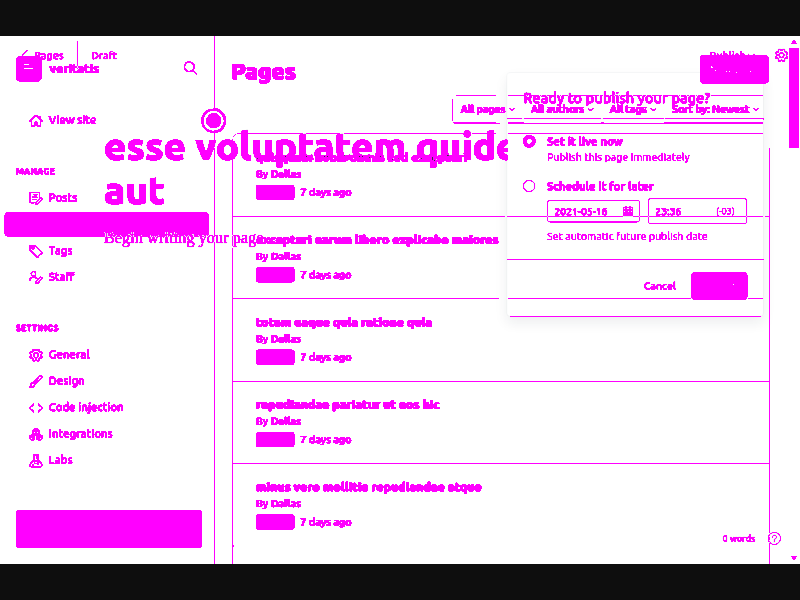 Pages
Draft
Publish
veritatis
Pages
Ready to publish your page?
All pages
All authors
All tags
Sort by: Newest
View site
esse voluptatem quide
aut
Set it live now
Publish this page immediately
By Dallas
7 days ago
MANAGE
Posts
Schedule it for later
2021-05-16
23:36
(-03)
Set automatic future publish date
Begin writing your page
excepturi earum libero explicabo maiores
By Dallas
7 days ago
Tags
Staff
Cancel
SETTINGS
totam eaque quia ratione quia
By Dallas
7 days ago
General
Design
Code injection
Integrations
Labs
repudiandae pariatur ut eos hic
By Dallas
7 days ago
minus vero mollitia repudiandae atque
By Dallas
7 days ago
0 words